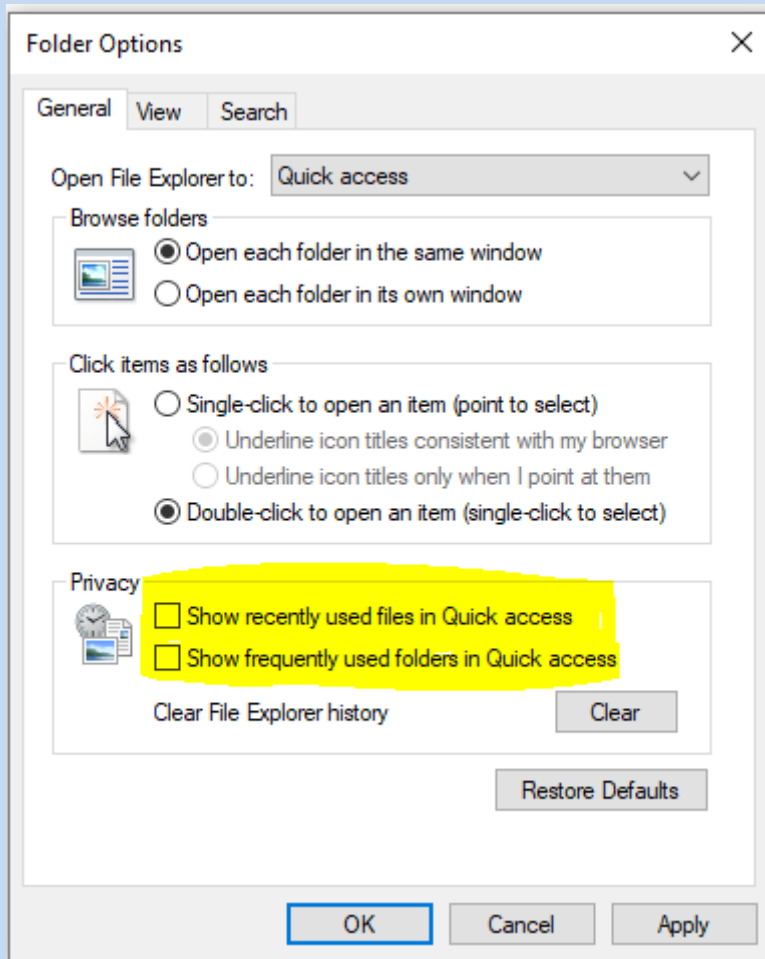 Folder Options
General View Search
Open File Explorer to: Quick access
Browse folders
Open each folder in the same window
Open each folder in its own window
Click items as follows
Single-click to open an item (point to select)
Underline icon titles consistent with my browser
Underline icon titles only when I point at them
Double-click to open an item (single-click to select)
Privacy
Show recently used files in Quick access
Show frequently used folders in Quick access
Clear File Explorer history Clear
Restore Defaults
OK Cancel Apply